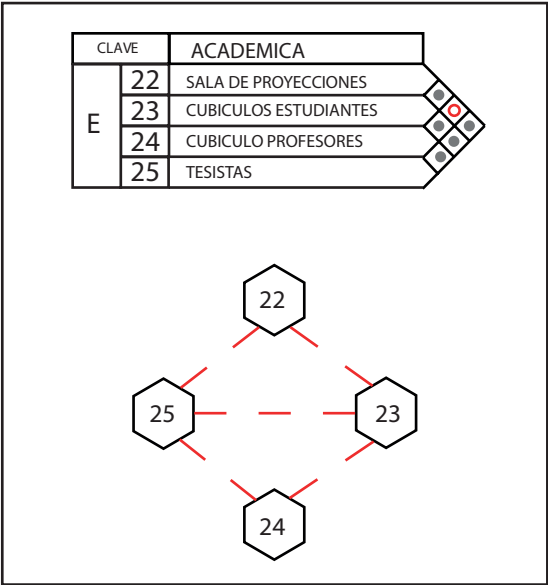 CLAVE ACADEMICA
E
22 SALA DE PROYECCIONES
23 CUBICULOS ESTUDIANTES
24 CUBICULO PROFESORES
25 TESISTAS
22
25 23
24